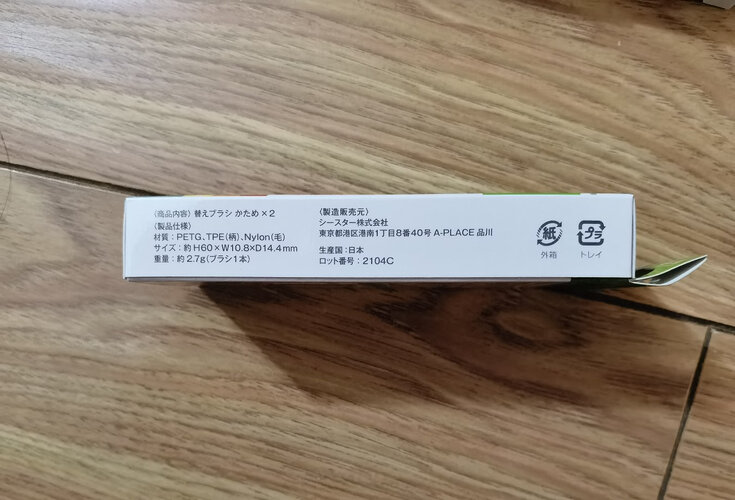 〈商品内容〉替えブラシ かため×2
〈製品仕様〉
材質：PETG、TPE(柄)、Nylon(毛)
サイズ：約 H60×W10.8×D14.4mm
重量：約 2.7g(ブラシ1本)
〈製造販売元〉
シースター株式会社
東京都港区港南1丁目8番40号 A-PLACE 品川
生産国：日本
ロット番号：2104C
紙
外箱
プラ
トレイ